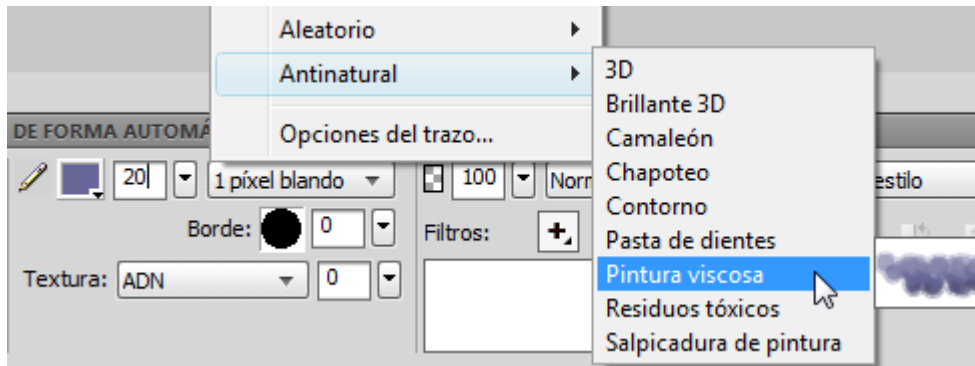 Aleatorio
Antinatural
Opciones del trazo...
3D
Brillante 3D
Camaleón
Chapoteo
Contorno
Pasta de dientes
Pintura viscosa
Residuos tóxicos
Salpicadura de pintura
DE FORMA AUTOMÁ
20 1 píxel blando 100 Norm estilo
Borde: 0 Filtros:
Textura: ADN 0